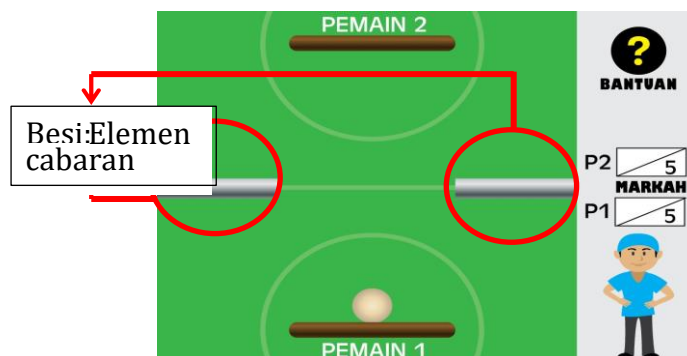 PEMAIN 2
?
BANTUAN
Besi:Elemen
cabaran
P2 5
MARKAH
P1 5
PEMAIN 1